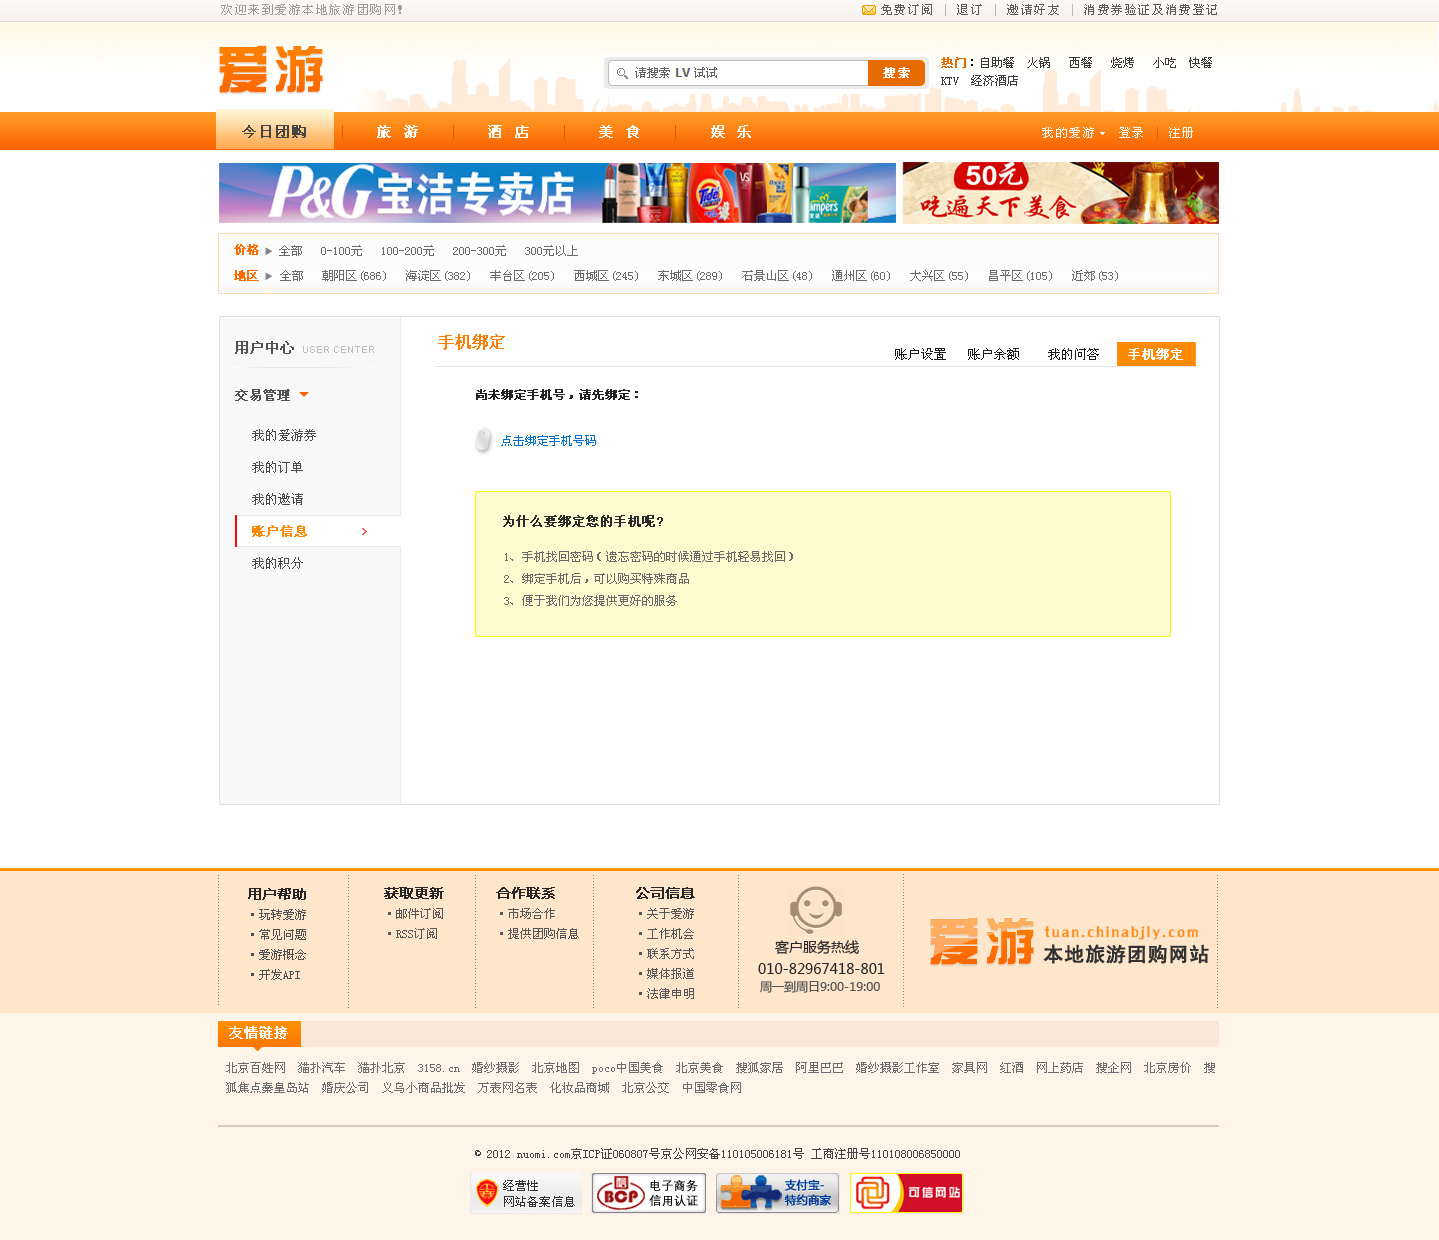 欢迎来到爱游本地旅游团购网!
免费订阅 | 退订 | 邀请好友 | 消费券验证及消费登记
爱游
请搜索 LV 试试
搜索
热门：自助餐 火锅 西餐 烧烤 小吃 快餐
KTV 经济酒店
今日团购 旅游 酒店 美食 娱乐
我的爱游 登录 注册
P&G宝洁专卖店
Tide
VS
Pampers
50元
吃遍天下美食
价格 全部 0-100元 100-200元 200-300元 300元以上
地区 全部 朝阳区(686) 海淀区(382) 丰台区(205) 西城区(245) 东城区(289) 石景山区(48) 通州区(60) 大兴区(55) 昌平区(105) 近郊(53)
用户中心 USER CENTER
交易管理
我的爱游券
我的订单
我的邀请
账户信息
我的积分
手机绑定
账户设置 账户余额 我的问答 手机绑定
尚未绑定手机号，请先绑定：
点击绑定手机号码
为什么要绑定您的手机呢?
1、手机找回密码(遗忘密码的时候通过手机轻易找回)
2、绑定手机后，可以购买特殊商品
3、便于我们为您提供更好的服务
用户帮助
玩转爱游
常见问题
爱游概念
开发API
获取更新
邮件订阅
RSS订阅
合作联系
市场合作
提供团购信息
公司信息
关于爱游
工作机会
联系方式
媒体报道
法律申明
客户服务热线
010-82967418-801
周一到周日9:00-19:00
爱游
tuan.chinabjly.com
本地旅游团购网站
友情链接
北京百姓网 猫扑汽车 猫扑北京 3158.cn 婚纱摄影 北京地图 poco中国美食 北京美食 搜狐家居 阿里巴巴 婚纱摄影工作室 家具网 红酒 网上药店 搜企网 北京房价 搜
狐焦点秦皇岛站 婚庆公司 义乌小商品批发 万表网名表 化妆品商城 北京公交 中国零食网
© 2012 nuomi.com京ICP证060807号京公网安备110105006181号 工商注册号110108006850000
经营性
网站备案信息
BCP
电子商务
信用认证
支付宝-
特约商家
可信网站